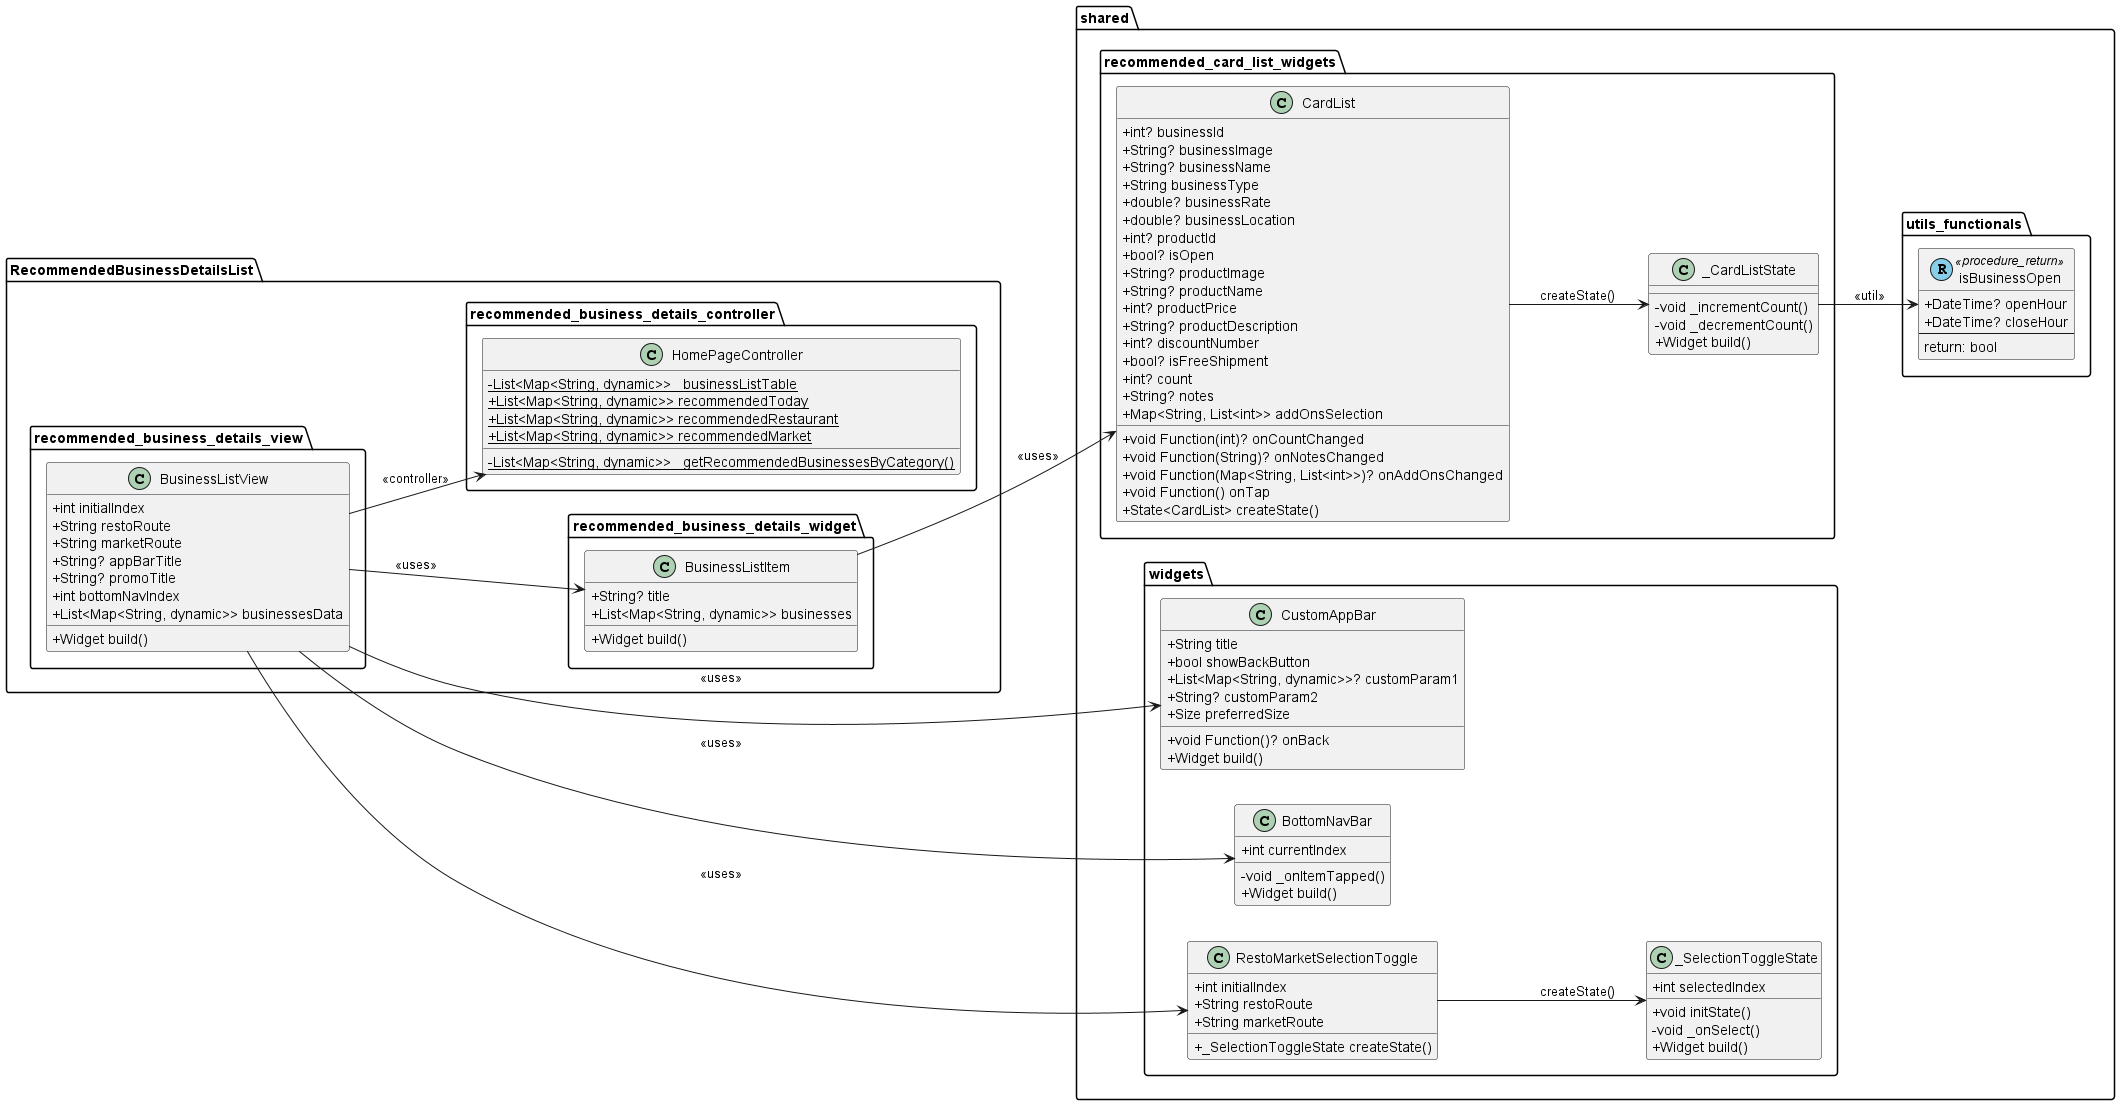 RecommendedBusinessDetailsList
recommended_business_details_view
BusinessListView
+int initialIndex
+String restoRoute
+String marketRoute
+String? appBarTitle
+String? promoTitle
+int bottomNavIndex
+List<Map<String, dynamic>> businessesData
+Widget build()
recommended_business_details_controller
HomePageController
-List<Map<String, dynamic>> _businessListTable
+List<Map<String, dynamic>> recommendedToday
+List<Map<String, dynamic>> recommendedRestaurant
+List<Map<String, dynamic>> recommendedMarket
-List<Map<String, dynamic>> _getRecommendedBusinessesByCategory()
recommended_business_details_widget
BusinessListItem
+String? title
+List<Map<String, dynamic>> businesses
+Widget build()
«controller»
«uses»
«uses»
«uses»
«uses»
«uses»
shared
recommended_card_list_widgets
CardList
+int? businessId
+String? businessImage
+String? businessName
+String businessType
+double? businessRate
+double? businessLocation
+int? productId
+bool? isOpen
+String? productImage
+String? productName
+int? productPrice
+String? productDescription
+int? discountNumber
+bool? isFreeShipment
+int? count
+String? notes
+Map<String, List<int>> addOnsSelection
+void Function(int)? onCountChanged
+void Function(String)? onNotesChanged
+void Function(Map<String, List<int>>)? onAddOnsChanged
+void Function() onTap
+State<CardList> createState()
createState()
_CardListState
-void _incrementCount()
-void _decrementCount()
+Widget build()
«util»
utils_functionals
«procedure_return»
isBusinessOpen
+DateTime? openHour
+DateTime? closeHour
return: bool
widgets
CustomAppBar
+String title
+bool showBackButton
+List<Map<String, dynamic>>? customParam1
+String? customParam2
+Size preferredSize
+void Function()? onBack
+Widget build()
BottomNavBar
+int currentIndex
-void _onItemTapped()
+Widget build()
RestoMarketSelectionToggle
+int initialIndex
+String restoRoute
+String marketRoute
+_SelectionToggleState createState()
createState()
_SelectionToggleState
+int selectedIndex
+void initState()
-void _onSelect()
+Widget build()
C
C
C
C
C
R
C
C
C
C